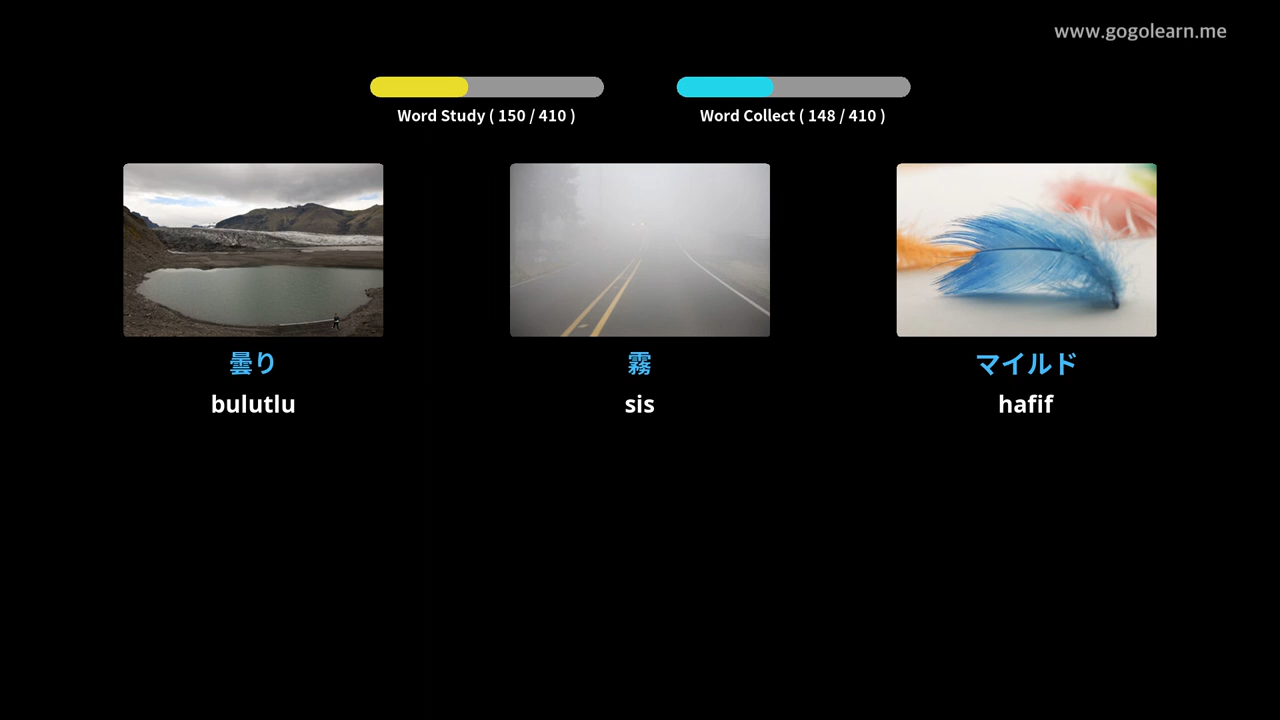 www.gogolearn.me
Word Study ( 150 / 410 )
Word Collect ( 148 / 410 )
曇り
霧
マイルド
bulutlu
sis
hafif